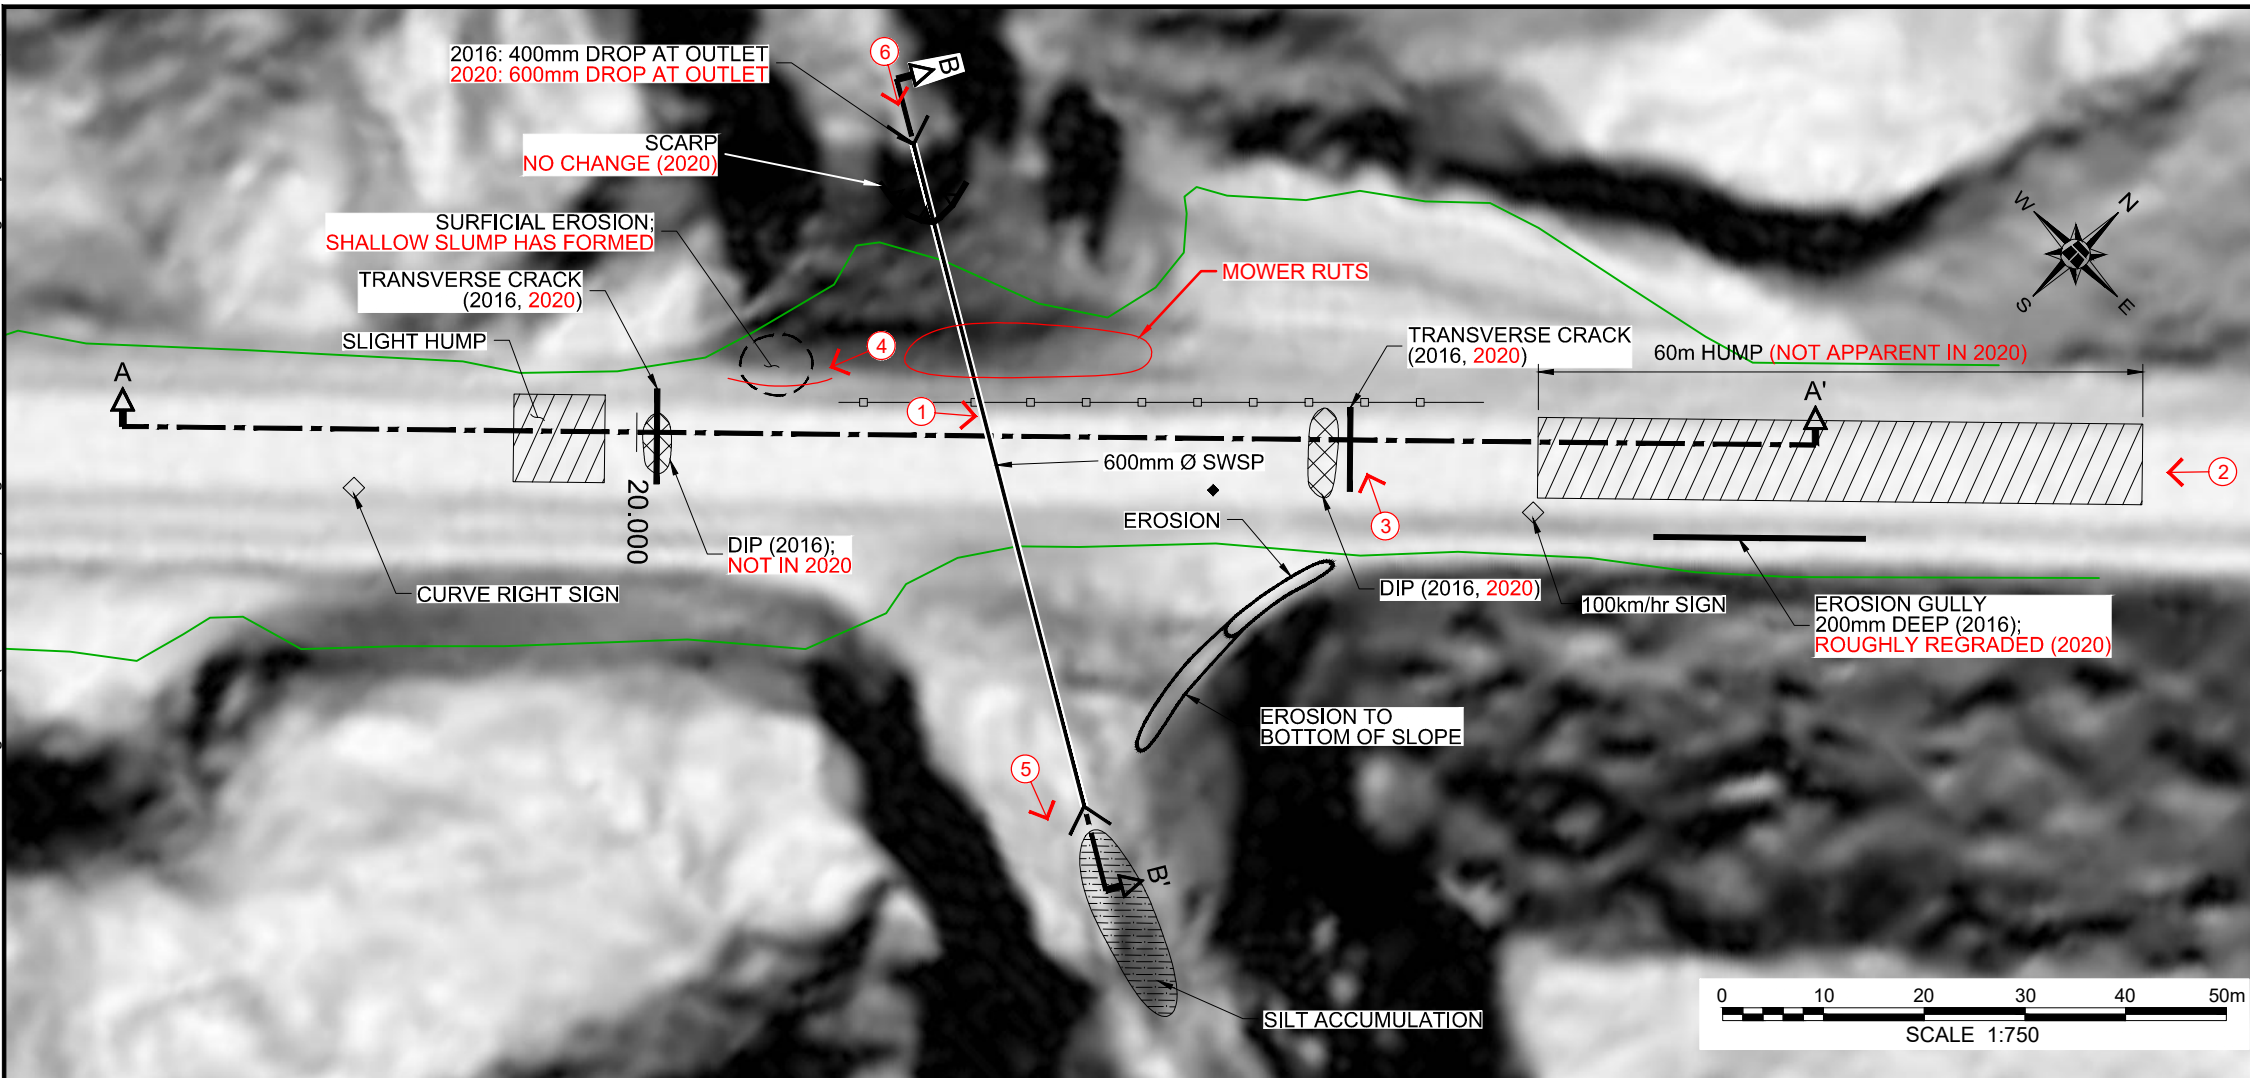 2016: 400mm DROP AT OUTLET
2020: 600mm DROP AT OUTLET
6
B
SCARP
NO CHANGE (2020)
SURFICIAL EROSION;
SHALLOW SLUMP HAS FORMED
TRANSVERSE CRACK
(2016, 2020)
SLIGHT HUMP
MOWER RUTS
W
N
S
E
4
TRANSVERSE CRACK
(2016, 2020)
60m HUMP (NOT APPARENT IN 2020)
A
A'
1
600mm Ø SWSP
2
20.000
3
EROSION
DIP (2016);
NOT IN 2020
CURVE RIGHT SIGN
DIP (2016, 2020)
100km/hr SIGN
EROSION GULLY
200mm DEEP (2016);
ROUGHLY REGRADED (2020)
EROSION TO
BOTTOM OF SLOPE
5
B'
SILT ACCUMULATION
0 10 20 30 40 50m
SCALE 1:750